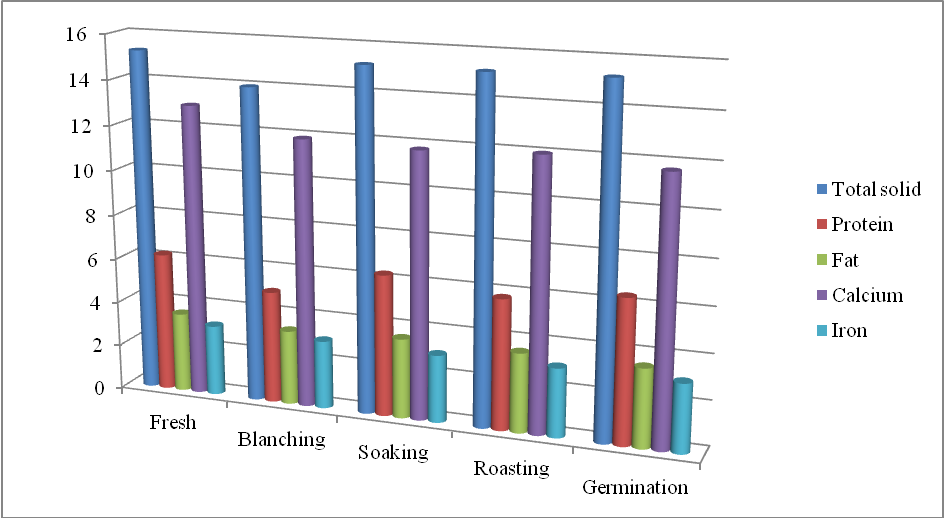 16
14
12
10
8
6
4
2
0
Fresh
Blanching
Soaking
Roasting
Germination
Total solid
Protein
Fat
Calcium
Iron